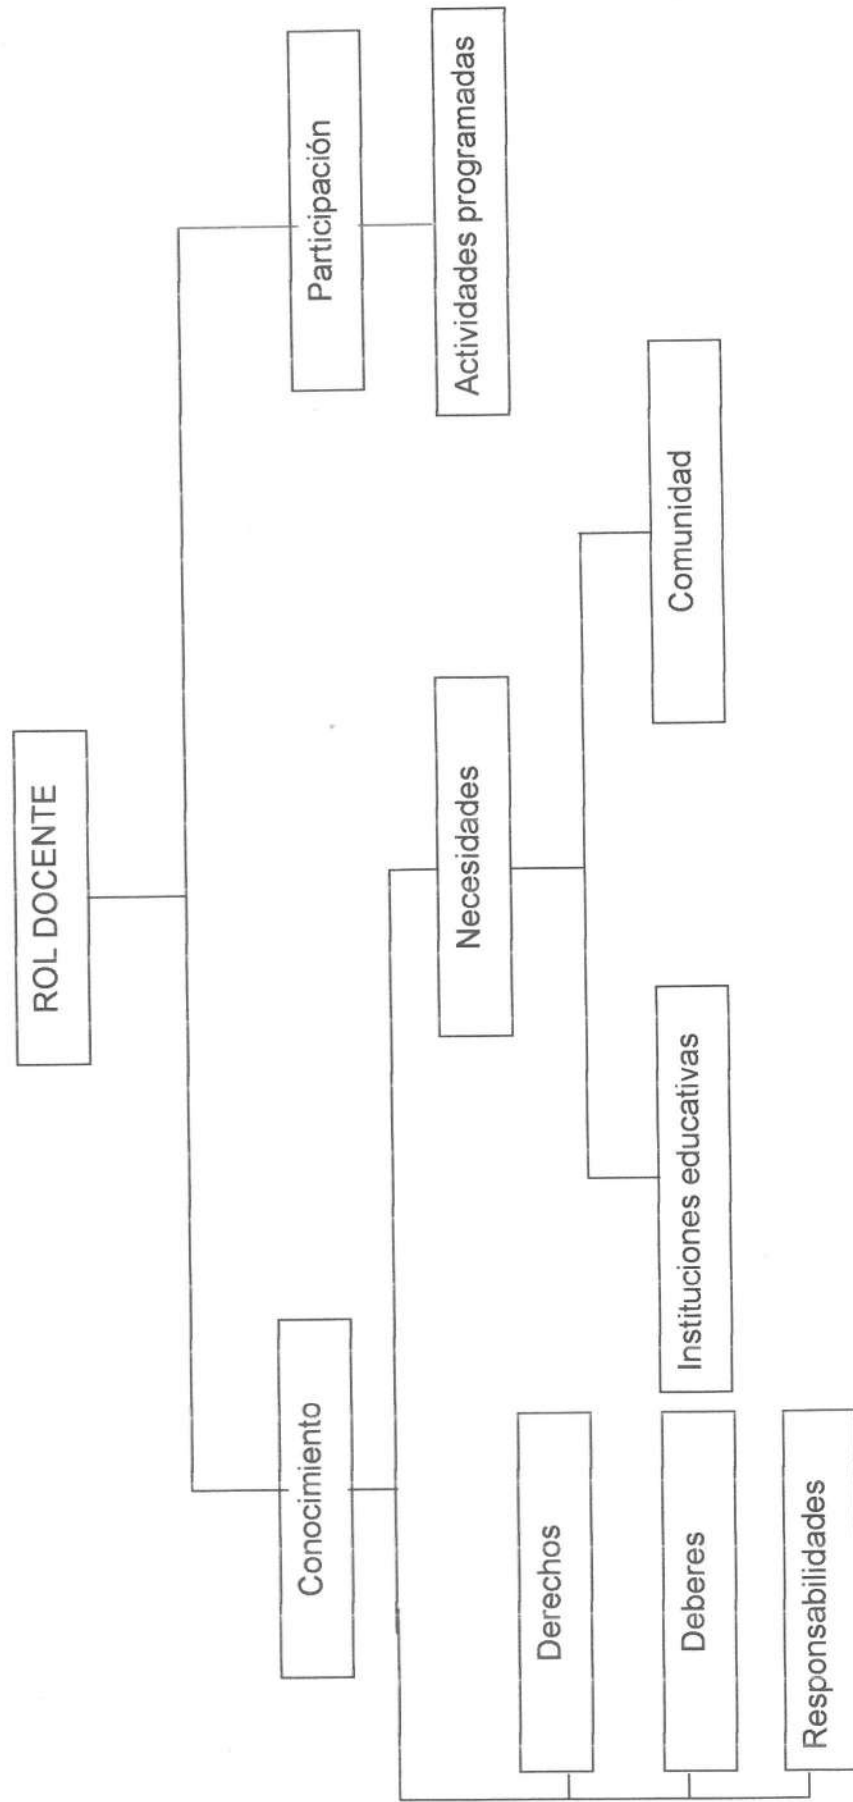 ROL DOCENTE
Conocimiento
Participación
Necesidades
Actividades programadas
Derechos
Deberes
Responsabilidades
Instituciones educativas
Comunidad